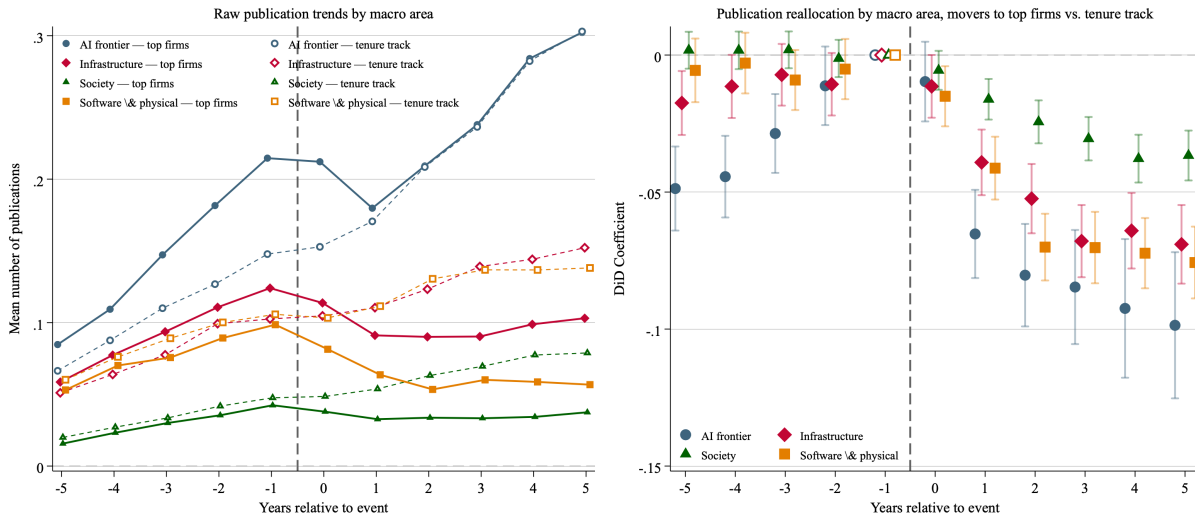 Raw publication trends by macro area
AI frontier — top firms
AI frontier — tenure track
Infrastructure — top firms
Infrastructure — tenure track
Society — top firms
Society — tenure track
Software \& physical — top firms
Software \& physical — tenure track
Mean number of publications
.3
.2
.1
0
-5 -4 -3 -2 -1 0 1 2 3 4 5
Years relative to event
Publication reallocation by macro area, movers to top firms vs. tenure track
DiD Coefficient
0
-.05
-.1
-.15
AI frontier
Infrastructure
Society
Software \& physical
-5 -4 -3 -2 -1 0 1 2 3 4 5
Years relative to event